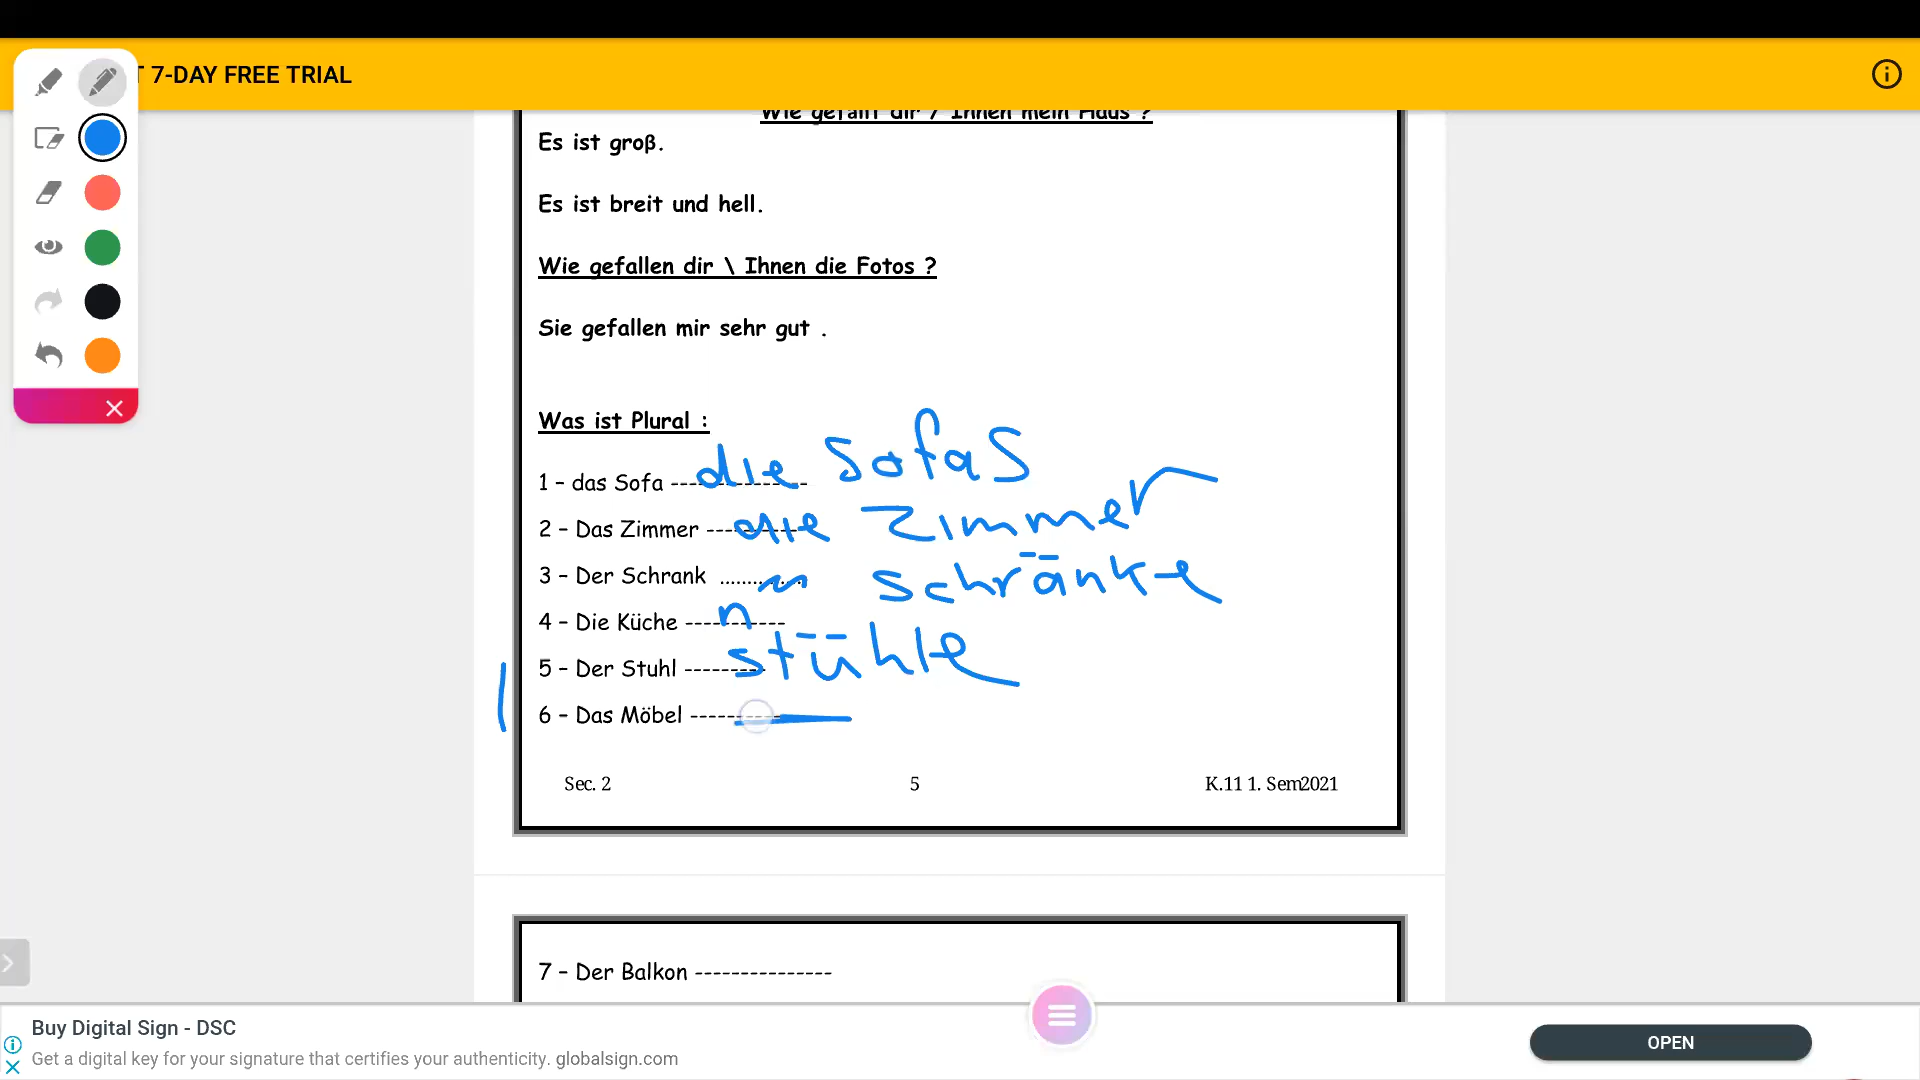 T 7-DAY FREE TRIAL
Wie gefällt dir / Ihnen mein Haus ?
Es ist groß.
Es ist breit und hell.
Wie gefallen dir \ Ihnen die Fotos ?
Sie gefallen mir sehr gut .
Was ist Plural :
1 - das Sofa ---------------- die SofaS
2 - Das Zimmer ------------ die Zimmer
3 - Der Schrank ............. " schränke
4 - Die Küche ------------ n
5 - Der Stuhl ---------- stühle
6 - Das Möbel ----------- —
Sec. 2 5 K.11 1. Sem2021
7 - Der Balkon ---------------
Buy Digital Sign - DSC
Get a digital key for your signature that certifies your authenticity. globalsign.com
OPEN